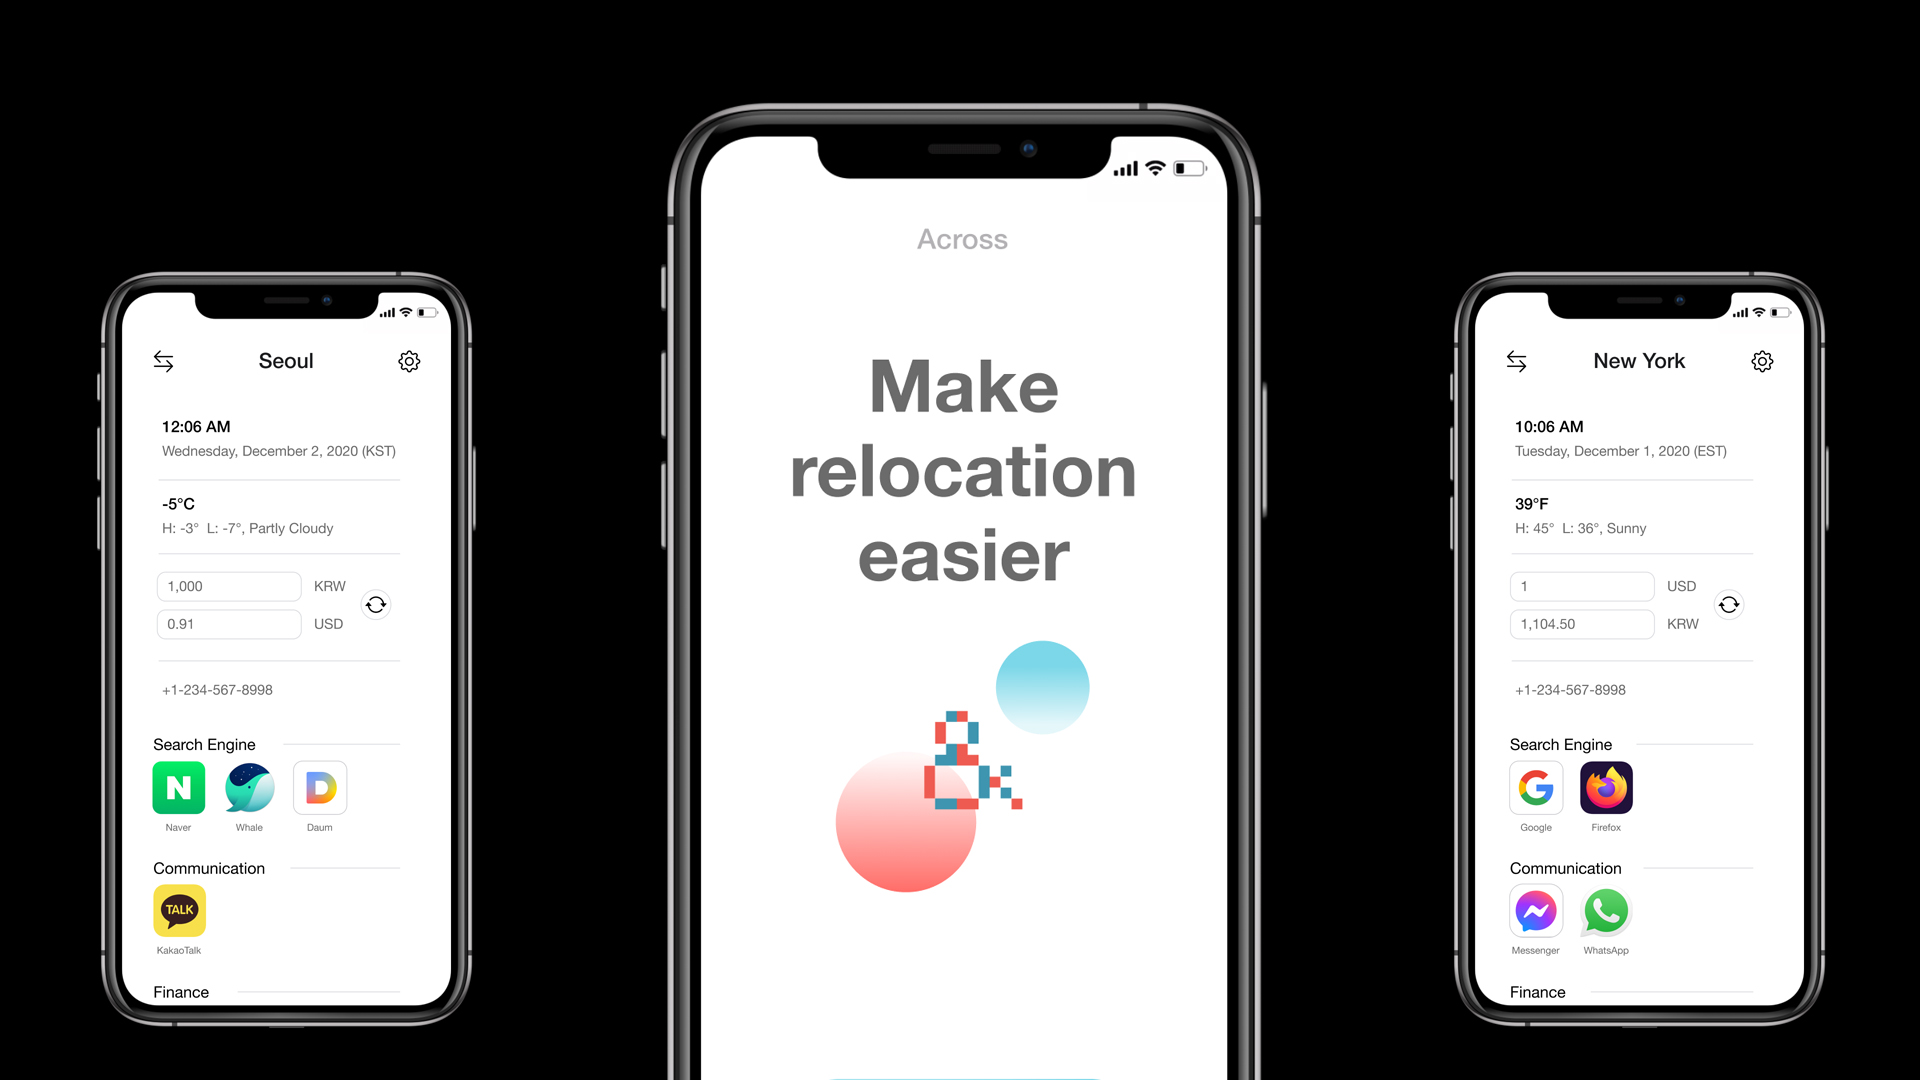 Seoul
12:06 AM
Wednesday, December 2, 2020 (KST)
-5°C
H: -3° L: -7°, Partly Cloudy
1,000 KRW
0.91 USD
+1-234-567-8998
Search Engine
N
D
Naver Whale Daum
Communication
TALK
KakaoTalk
Finance
Across
Make
relocation
easier
&
New York
10:06 AM
Tuesday, December 1, 2020 (EST)
39°F
H: 45° L: 36°, Sunny
1 USD
1,104.50 KRW
+1-234-567-8998
Search Engine
G
Google Firefox
Communication
Messenger WhatsApp
Finance